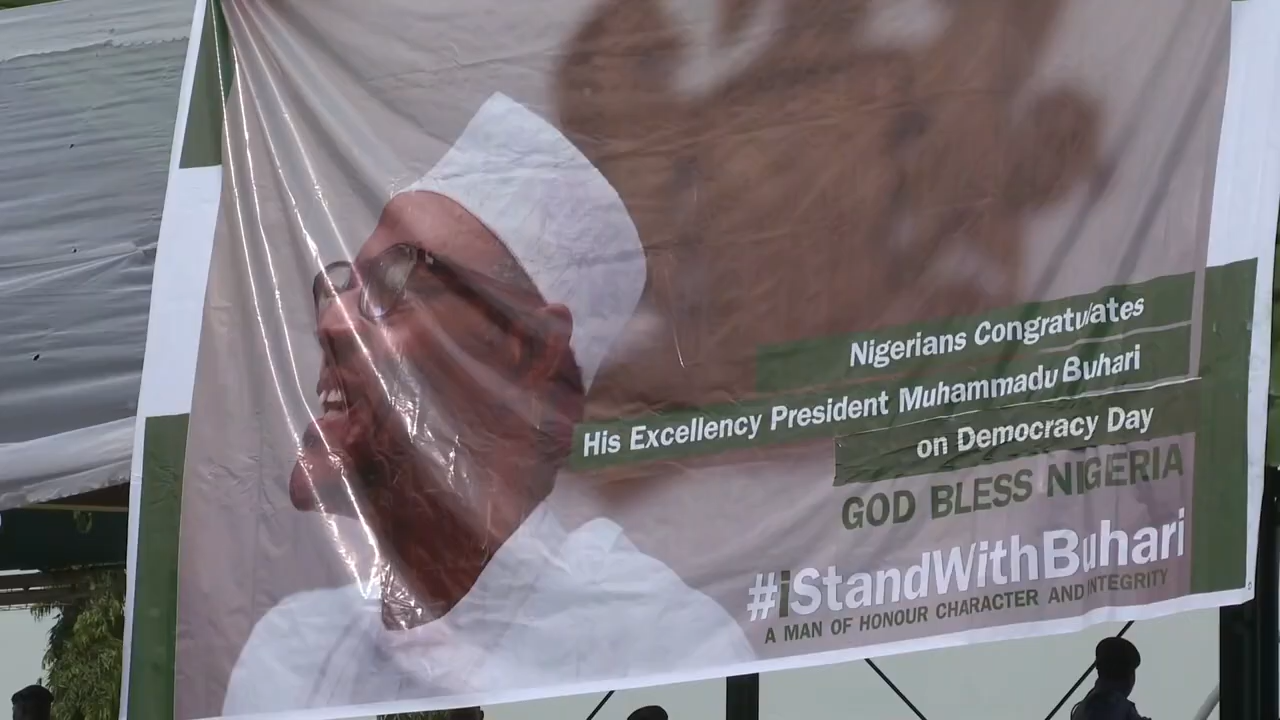 Nigerians Congratulates
His Excellency President Muhammadu Buhari
on Democracy Day
GOD BLESS NIGERIA
#iStandWithBuhari
A MAN OF HONOUR CHARACTER AND INTEGRITY